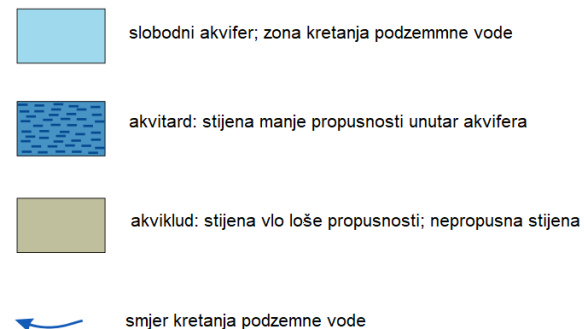 slobodni akvifer; zona kretanja podzemmne vode
akvitard: stijena manje propusnosti unutar akvifera
akviklud: stijena vlo loše propusnosti; nepropusna stijena
smjer kretanja podzemne vode